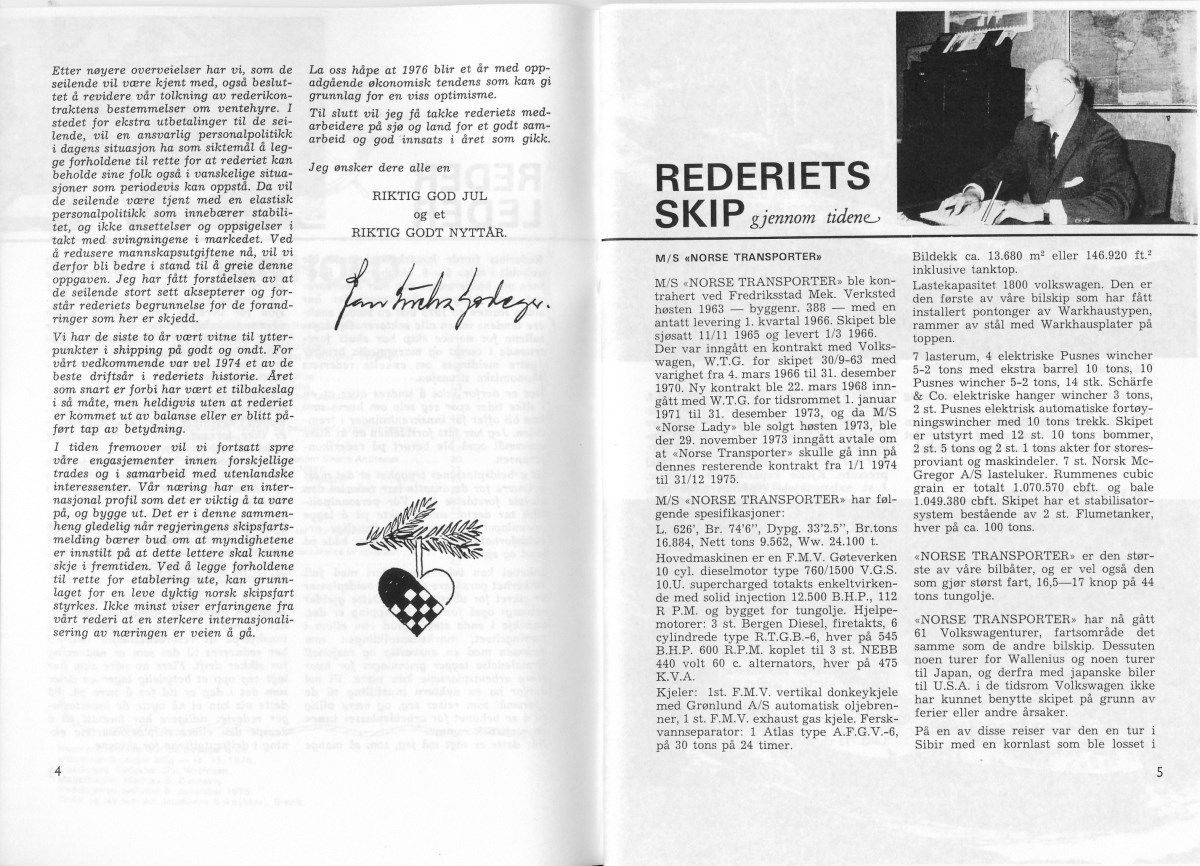 Etter nøyere overveielser har vi, som de
seilende vil være kjent med, også beslut-
tet å revidere vår tolkning av rederikon-
traktens bestemmelser om ventehyre. I
stedet for ekstra utbetalinger til de sei-
lende, vil en ansvarlig personalpolitikk
i dagens situasjon ha som siktemål å leg-
ge forholdene til rette for at rederiet kan
beholde sine folk også i vanskelige situa-
sjoner som periodevis kan oppstå. Da vil
de seilende være tjent med en elastisk
personalpolitikk som innebærer stabili-
tet, og ikke ansettelser og oppsigelser i
takt med svingningene i markedet. Ved
å redusere mannskapsutgiftene nå, vil vi
derfor bli bedre i stand til å greie denne
oppgaven. Jeg har fått forståelsen av at
de seilende stort sett aksepterer og for-
står rederiets begrunnelse for de forand-
ringer som her er skjedd.
Vi har de siste to år vært vitne til ytter-
punkter i shipping på godt og ondt. For
vårt vedkommende var vel 1974 et av de
beste driftsår i rederiets historie. Året
som snart er forbi har vært et tilbakeslag
i så måte, men heldigvis uten at rederiet
er kommet ut av balanse eller er blitt på-
ført tap av betydning.
I tiden fremover vil vi fortsatt spre
våre engasjementer innen forskjellige
trades og i samarbeid med utenlandske
interessenter. Vår næring har en inter-
nasjonal profil som det er viktig å ta vare
på, og bygge ut. Det er i denne sammen-
heng gledelig når regjeringens skipsfarts-
melding bærer bud om at myndighetene
er innstilt på at dette lettere skal kunne
skje i fremtiden. Ved å legge forholdene
til rette for etablering ute, kan grunn-
laget for en leve dyktig norsk skipsfart
styrkes. Ikke minst viser erfaringene fra
vårt rederi at en sterkere internasjonali-
sering av næringen er veien å gå.
La oss håpe at 1976 blir et år med opp-
adgående økonomisk tendens som kan gi
grunnlag for en viss optimisme.
Til slutt vil jeg få takke rederiets med-
arbeidere på sjø og land for et godt sam-
arbeid og god innsats i året som gikk.
Jeg ønsker dere alle en
RIKTIG GOD JUL
og et
RIKTIG GODT NYTTÅR.
4
REDERIETS
SKIP gjennom tidene
M/S «NORSE TRANSPORTER»
M/S «NORSE TRANSPORTER» ble kon-
trahert ved Fredriksstad Mek. Verksted
høsten 1963 — byggenr. 388 — med en
antatt levering 1. kvartal 1966. Skipet ble
sjøsatt 11/11 1965 og levert 1/3 1966.
Der var inngått en kontrakt med Volks-
wagen, W.T.G. for skipet 30/9-63 med
varighet fra 4. mars 1966 til 31. desember
1970. Ny kontrakt ble 22. mars 1968 inn-
gått med W.T.G. for tidsrommet 1. januar
1971 til 31. desember 1973, og da M/S
«Norse Lady» ble solgt høsten 1973, ble
der 29. november 1973 inngått avtale om
at «Norse Transporter» skulle gå inn på
dennes resterende kontrakt fra 1/1 1974
til 31/12 1975.
M/S «NORSE TRANSPORTER» har føl-
gende spesifikasjoner:
L. 626', Br. 74'6", Dypg. 33'2.5", Br.tons
16.884, Nett tons 9.562, Ww. 24.100 t.
Hovedmaskinen er en F.M.V. Gøteverken
10 cyl. dieselmotor type 760/1500 V.G.S.
10.U. supercharged totakts enkeltvirken-
de med solid injection 12.500 B.H.P., 112
R P.M. og bygget for tungolje. Hjelpe-
motorer: 3 st. Bergen Diesel, firetakts, 6
cylindrede type R.T.G.B.-6, hver på 545
B.H.P. 600 R.P.M. koplet til 3 st. NEBB
440 volt 60 c. alternators, hver på 475
K.V.A.
Kjeler: 1st. F.M.V. vertikal donkeykjele
med Grønlund A/S automatisk oljebren-
ner, 1 st. F.M.V. exhaust gas kjele. Fersk-
vannseparator: 1 Atlas type A.F.G.V.-6,
på 30 tons på 24 timer.
Bildekk ca. 13.680 m² eller 146.920 ft.²
inklusive tanktop.
Lastekapasitet 1800 volkswagen. Den er
den første av våre bilskip som har fått
installert pontonger av Warkhaustypen,
rammer av stål med Warkhausplater på
toppen.
7 lasterum, 4 elektriske Pusnes wincher
5-2 tons med ekstra barrel 10 tons, 10
Pusnes wincher 5-2 tons, 14 stk. Schärfe
& Co. elektriske hanger wincher 3 tons,
2 st. Pusnes elektrisk automatiske fortøy-
ningswincher med 10 tons trekk. Skipet
er utstyrt med 12 st. 10 tons bommer,
2 st. 5 tons og 2 st. 1 tons akter for stores-
proviant og maskindeler. 7 st. Norsk Mc-
Gregor A/S lasteluker. Rummenes cubic
grain er totalt 1.070.570 cbft. og bale
1.049.380 cbft. Skipet har et stabilisator-
system bestående av 2 st. Flumetanker,
hver på ca. 100 tons.
«NORSE TRANSPORTER» er den stør-
ste av våre bilbåter, og er vel også den
som gjør størst fart, 16,5—17 knop på 44
tons tungolje.
«NORSE TRANSPORTER» har nå gått
61 Volkswagenturer, fartsområde det
samme som de andre bilskip. Dessuten
noen turer for Wallenius og noen turer
til Japan, og derfra med japanske biler
til U.S.A. i de tidsrom Volkswagen ikke
har kunnet benytte skipet på grunn av
ferier eller andre årsaker.
På en av disse reiser var den en tur i
Sibir med en kornlast som ble losset i
5